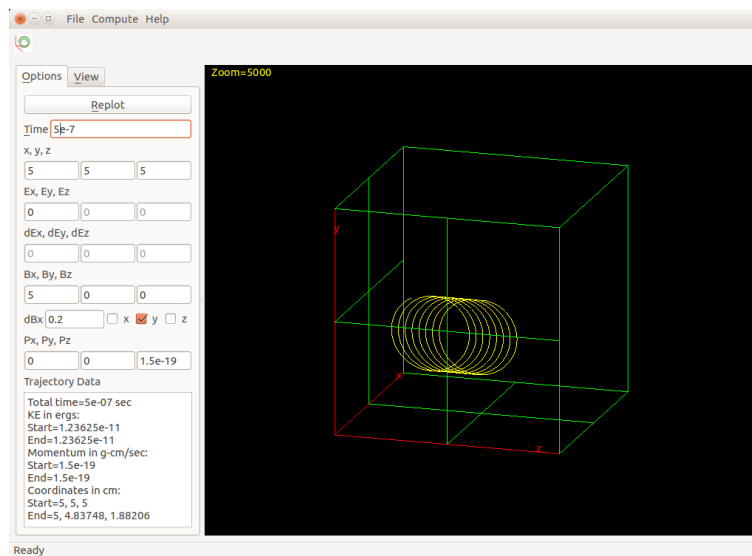 File Compute Help
Options View
Zoom=5000
Replot
Time 5e-7
x, y, z
5 5 5
Ex, Ey, Ez
0 0 0
dEx, dEy, dEz
0 0 0
Bx, By, Bz
5 0 0
dBx 0.2 x y z
Px, Py, Pz
0 0 1.5e-19
Trajectory Data
Total time=5e-07 sec
KE in ergs:
Start=1.23625e-11
End=1.23625e-11
Momentum in g-cm/sec:
Start=1.5e-19
End=1.5e-19
Coordinates in cm:
Start=5, 5, 5
End=5, 4.83748, 1.88206
y
x
z
Ready